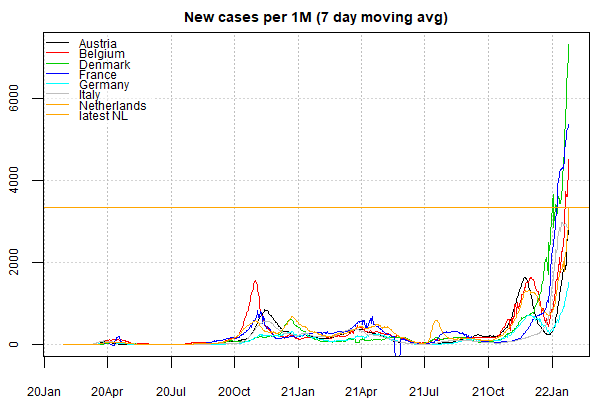 New cases per 1M (7 day moving avg)
Austria
Belgium
Denmark
France
Germany
Italy
Netherlands
latest NL
6000
4000
2000
0
20Jan 20Apr 20Jul 20Oct 21Jan 21Apr 21Jul 21Oct 22Jan